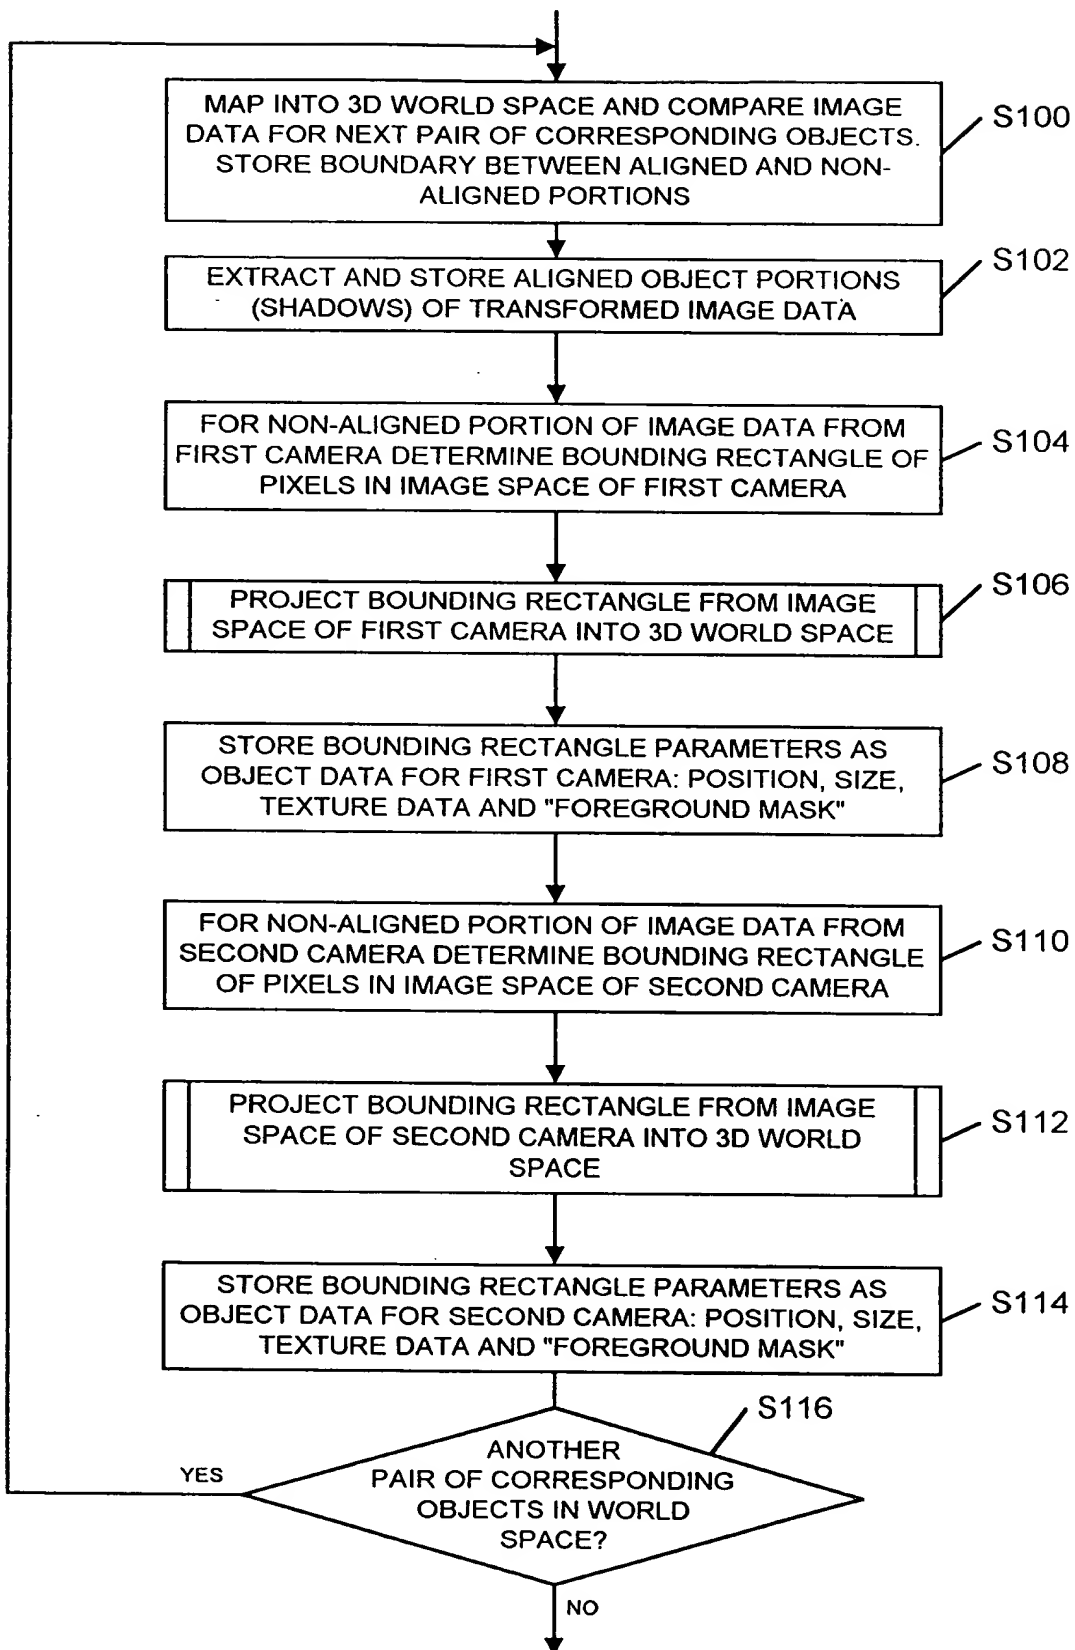 MAP INTO 3D WORLD SPACE AND COMPARE IMAGE
DATA FOR NEXT PAIR OF CORRESPONDING OBJECTS.
STORE BOUNDARY BETWEEN ALIGNED AND NON-
ALIGNED PORTIONS
S100
EXTRACT AND STORE ALIGNED OBJECT PORTIONS
(SHADOWS) OF TRANSFORMED IMAGE DATA
S102
FOR NON-ALIGNED PORTION OF IMAGE DATA FROM
FIRST CAMERA DETERMINE BOUNDING RECTANGLE OF
PIXELS IN IMAGE SPACE OF FIRST CAMERA
S104
PROJECT BOUNDING RECTANGLE FROM IMAGE
SPACE OF FIRST CAMERA INTO 3D WORLD SPACE
S106
STORE BOUNDING RECTANGLE PARAMETERS AS
OBJECT DATA FOR FIRST CAMERA: POSITION, SIZE,
TEXTURE DATA AND "FOREGROUND MASK"
S108
FOR NON-ALIGNED PORTION OF IMAGE DATA FROM
SECOND CAMERA DETERMINE BOUNDING RECTANGLE
OF PIXELS IN IMAGE SPACE OF SECOND CAMERA
S110
PROJECT BOUNDING RECTANGLE FROM IMAGE
SPACE OF SECOND CAMERA INTO 3D WORLD
SPACE
S112
STORE BOUNDING RECTANGLE PARAMETERS AS
OBJECT DATA FOR SECOND CAMERA: POSITION, SIZE,
TEXTURE DATA AND "FOREGROUND MASK"
S114
S116
ANOTHER
PAIR OF CORRESPONDING
OBJECTS IN WORLD
SPACE?
YES
NO